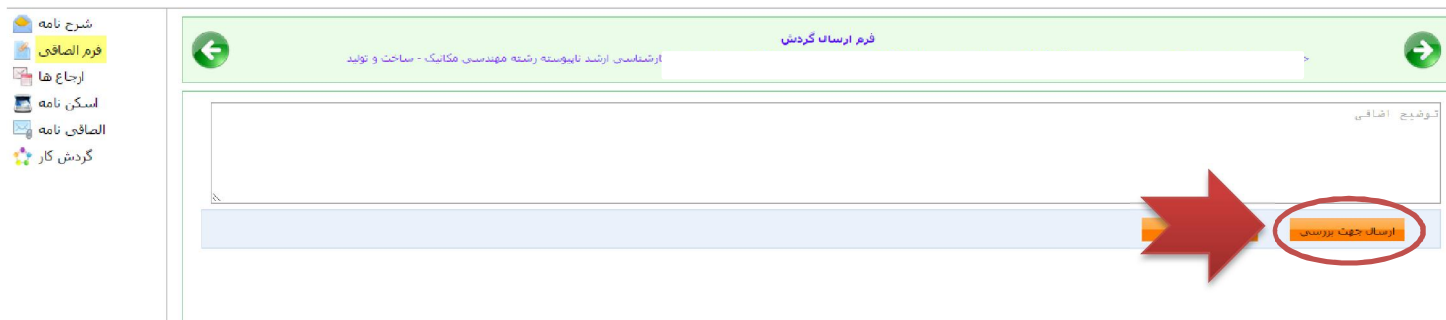 شرح نامه
فرم الصاقی
ارجاع ها
اسکن نامه
الصاقی نامه
گردش کار
فرم ارسال گردش
کارشناسی ارشد ناپیوسته رشته مهندسی مکانیک - ساخت و تولید
توضیح اضافی
ارسال جهت بررسی